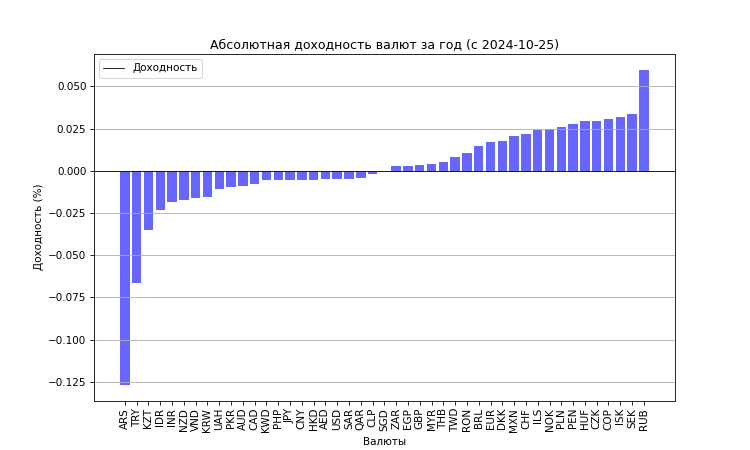 Абсолютная доходность валют за год (с 2024-10-25)
Доходность
0.050
0.025
0.000
−0.025
−0.050
−0.075
−0.100
−0.125
Доходность (%)
ARS TRY KZT IDR INR NZD VND KRW UAH PKR AUD CAD KWD PHP JPY CNY HKD AED USD SAR QAR CLP SGD ZAR EGP GBP MYR THB TWD RON BRL EUR DKK MXN CHF ILS NOK PLN PEN HUF CZK COP ISK SEK RUB
Валюты